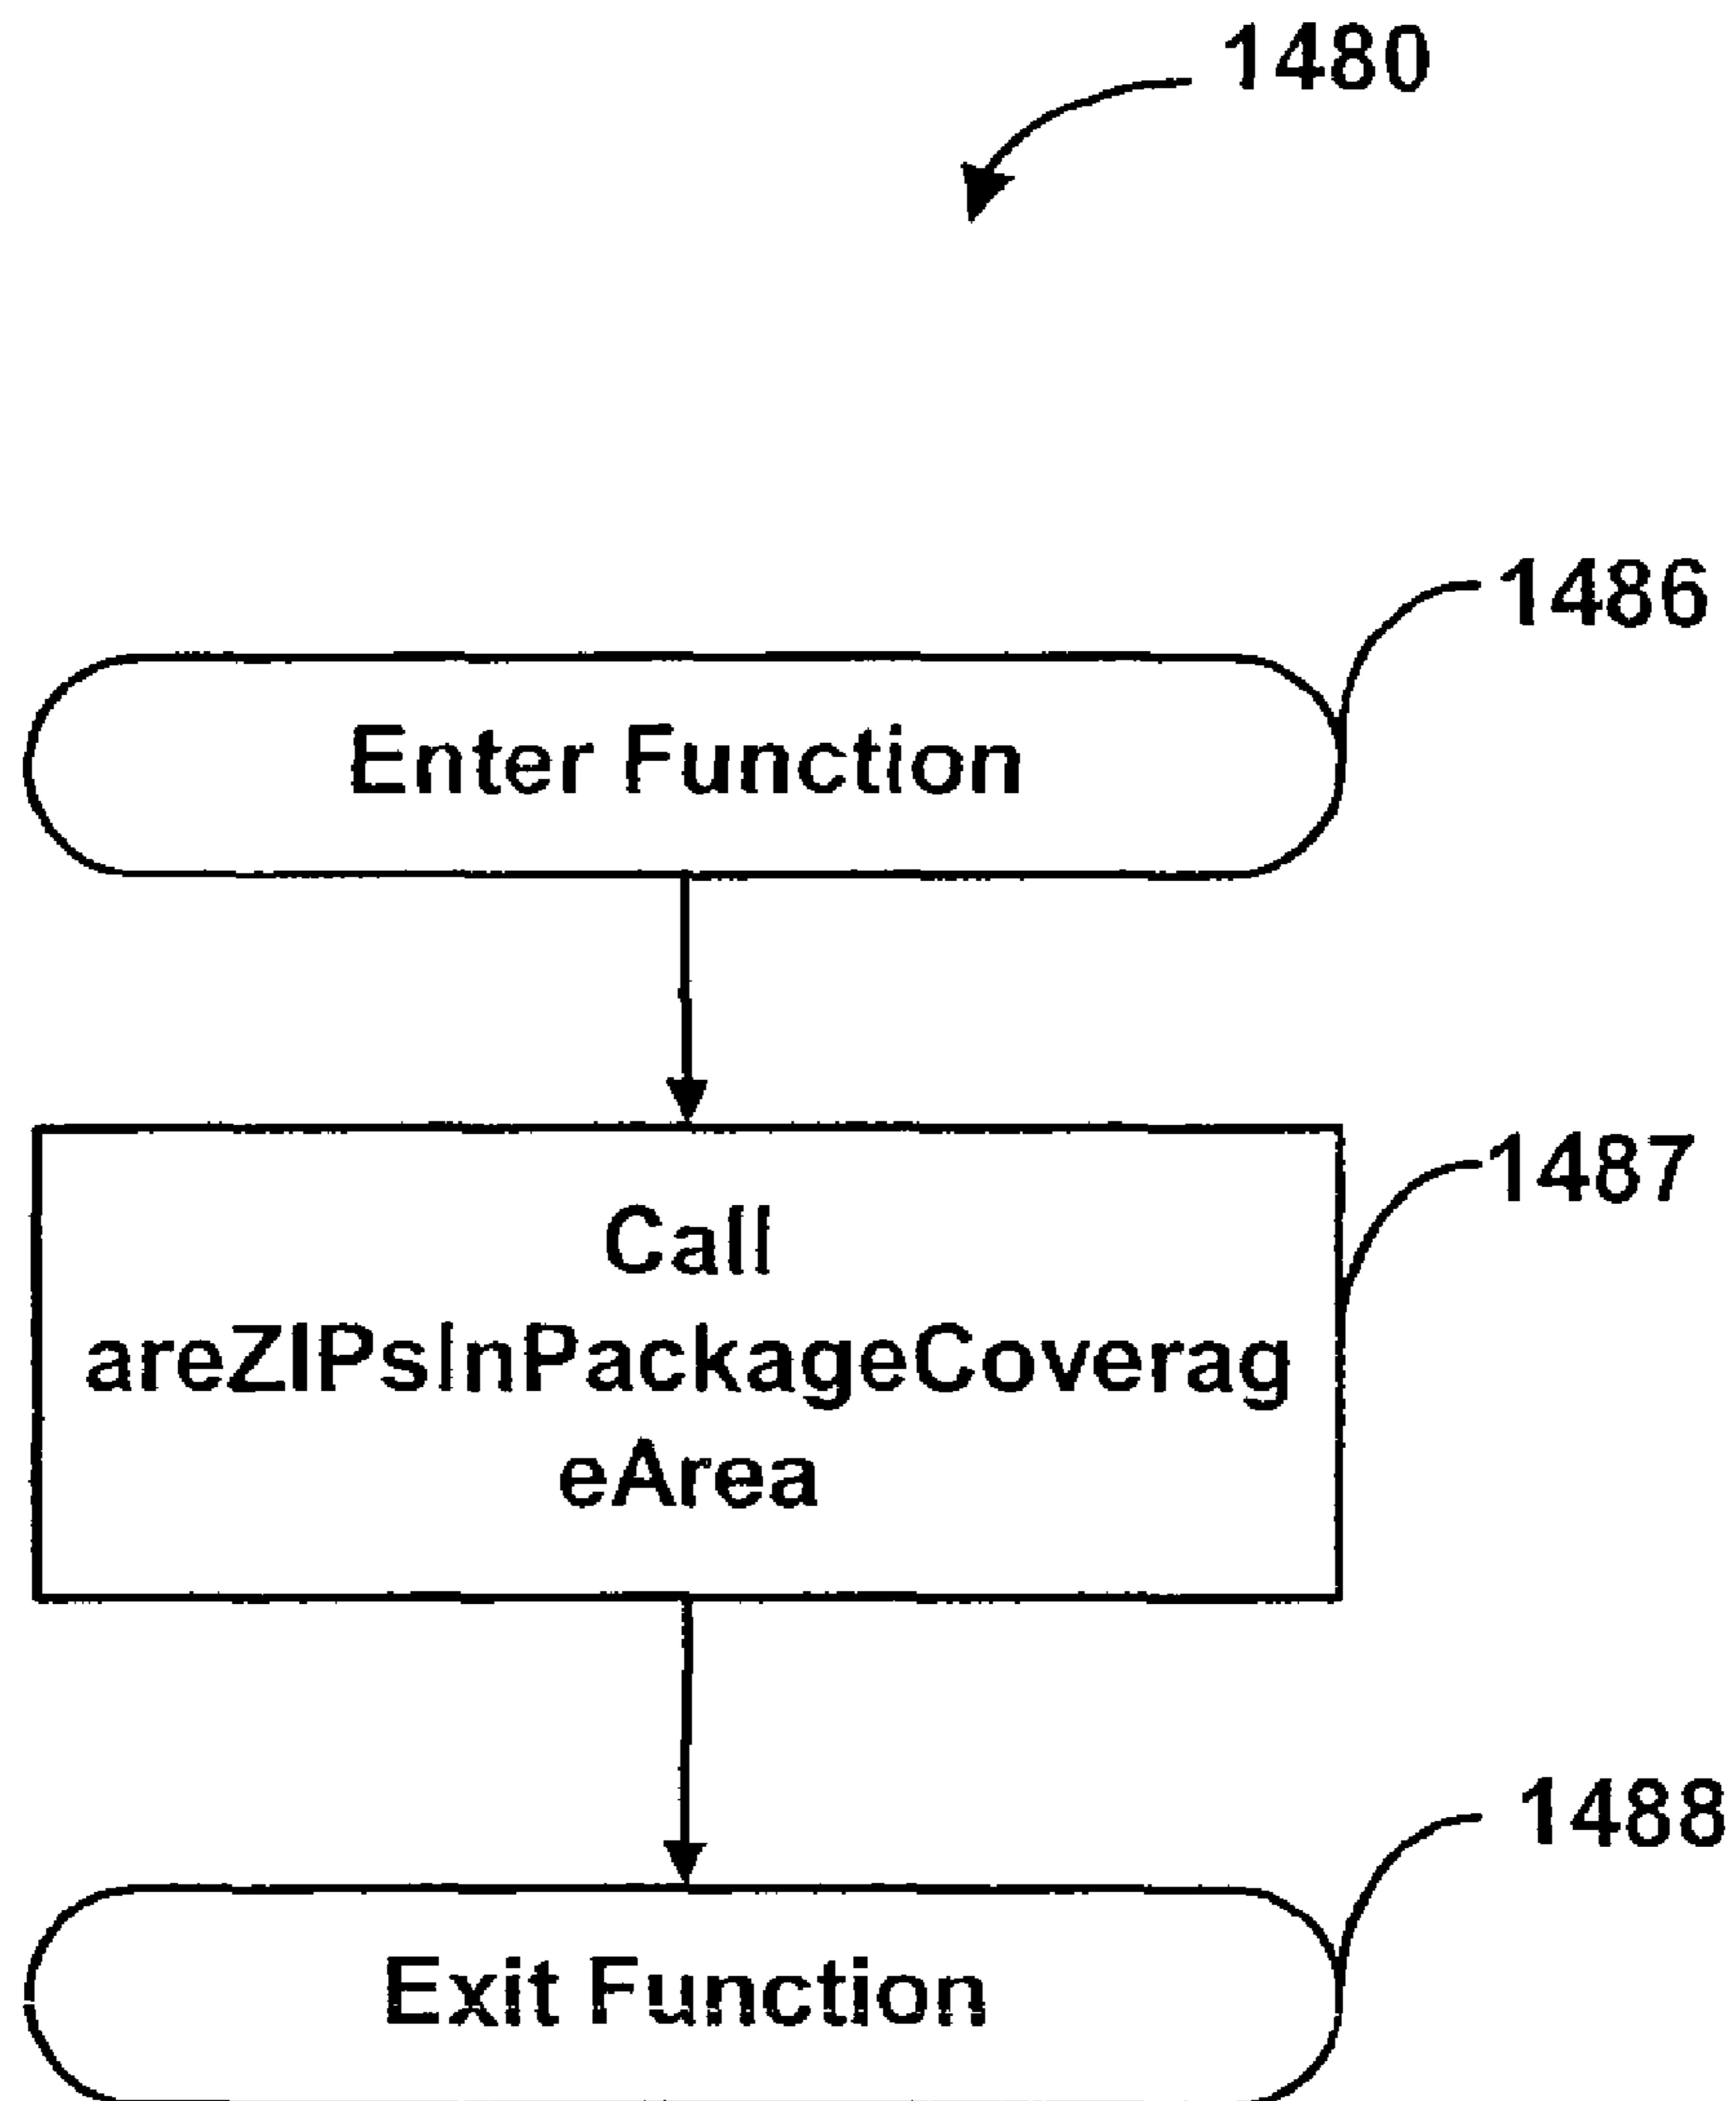 1480
1486
Enter Function
1487
Call
areZIPsInPackageCoverag
eArea
1488
Exit Function